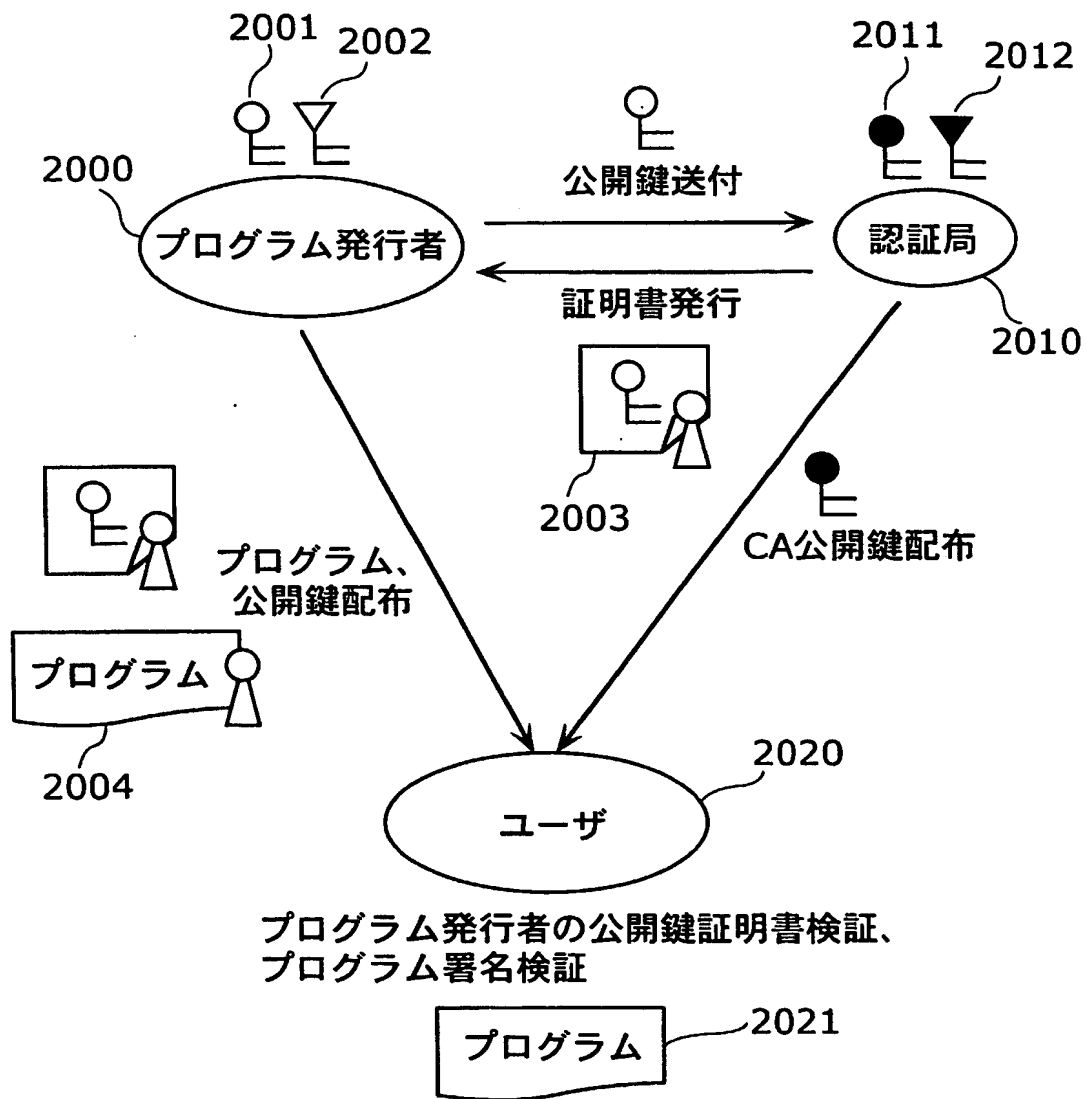 2001
2002
2011
2012
2000
公開鍵送付
プログラム発行者
認証局
証明書発行
2010
2003
CA公開鍵配布
プログラム、
公開鍵配布
プログラム
2004
2020
ユーザ
プログラム発行者の公開鍵証明書検証、
プログラム署名検証
プログラム
2021